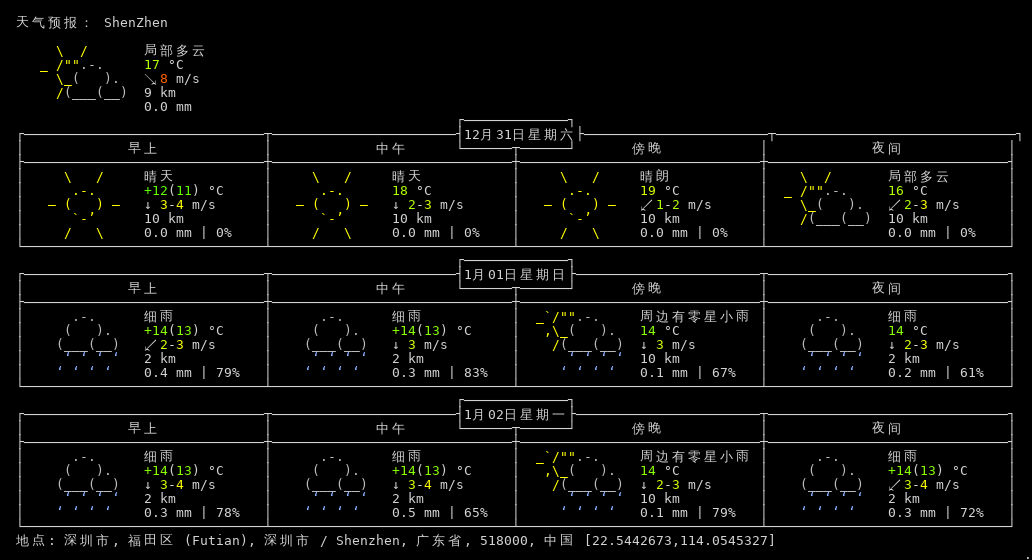 天气预报： ShenZhen
局部多云
17 °C
↘ 8 m/s
9 km
0.0 mm
12月31日星期六
早上 中午 傍晚 夜间
晴天 晴天 晴朗 局部多云
+12(11) °C 18 °C 19 °C 16 °C
↓ 3-4 m/s ↓ 2-3 m/s ↙ 1-2 m/s ↙ 2-3 m/s
10 km 10 km 10 km 10 km
0.0 mm | 0% 0.0 mm | 0% 0.0 mm | 0% 0.0 mm | 0%
1月01日星期日
早上 中午 傍晚 夜间
细雨 细雨 周边有零星小雨 细雨
+14(13) °C +14(13) °C 14 °C 14 °C
↙ 2-3 m/s ↓ 3 m/s ↓ 3 m/s ↓ 2-3 m/s
2 km 2 km 10 km 2 km
0.4 mm | 79% 0.3 mm | 83% 0.1 mm | 67% 0.2 mm | 61%
1月02日星期一
早上 中午 傍晚 夜间
细雨 细雨 周边有零星小雨 细雨
+14(13) °C +14(13) °C 14 °C +14(13) °C
↓ 3-4 m/s ↓ 3-4 m/s ↓ 2-3 m/s ↙ 3-4 m/s
2 km 2 km 10 km 2 km
0.3 mm | 78% 0.5 mm | 65% 0.1 mm | 79% 0.3 mm | 72%
地点: 深圳市, 福田区 (Futian), 深圳市 / Shenzhen, 广东省, 518000, 中国 [22.5442673,114.0545327]